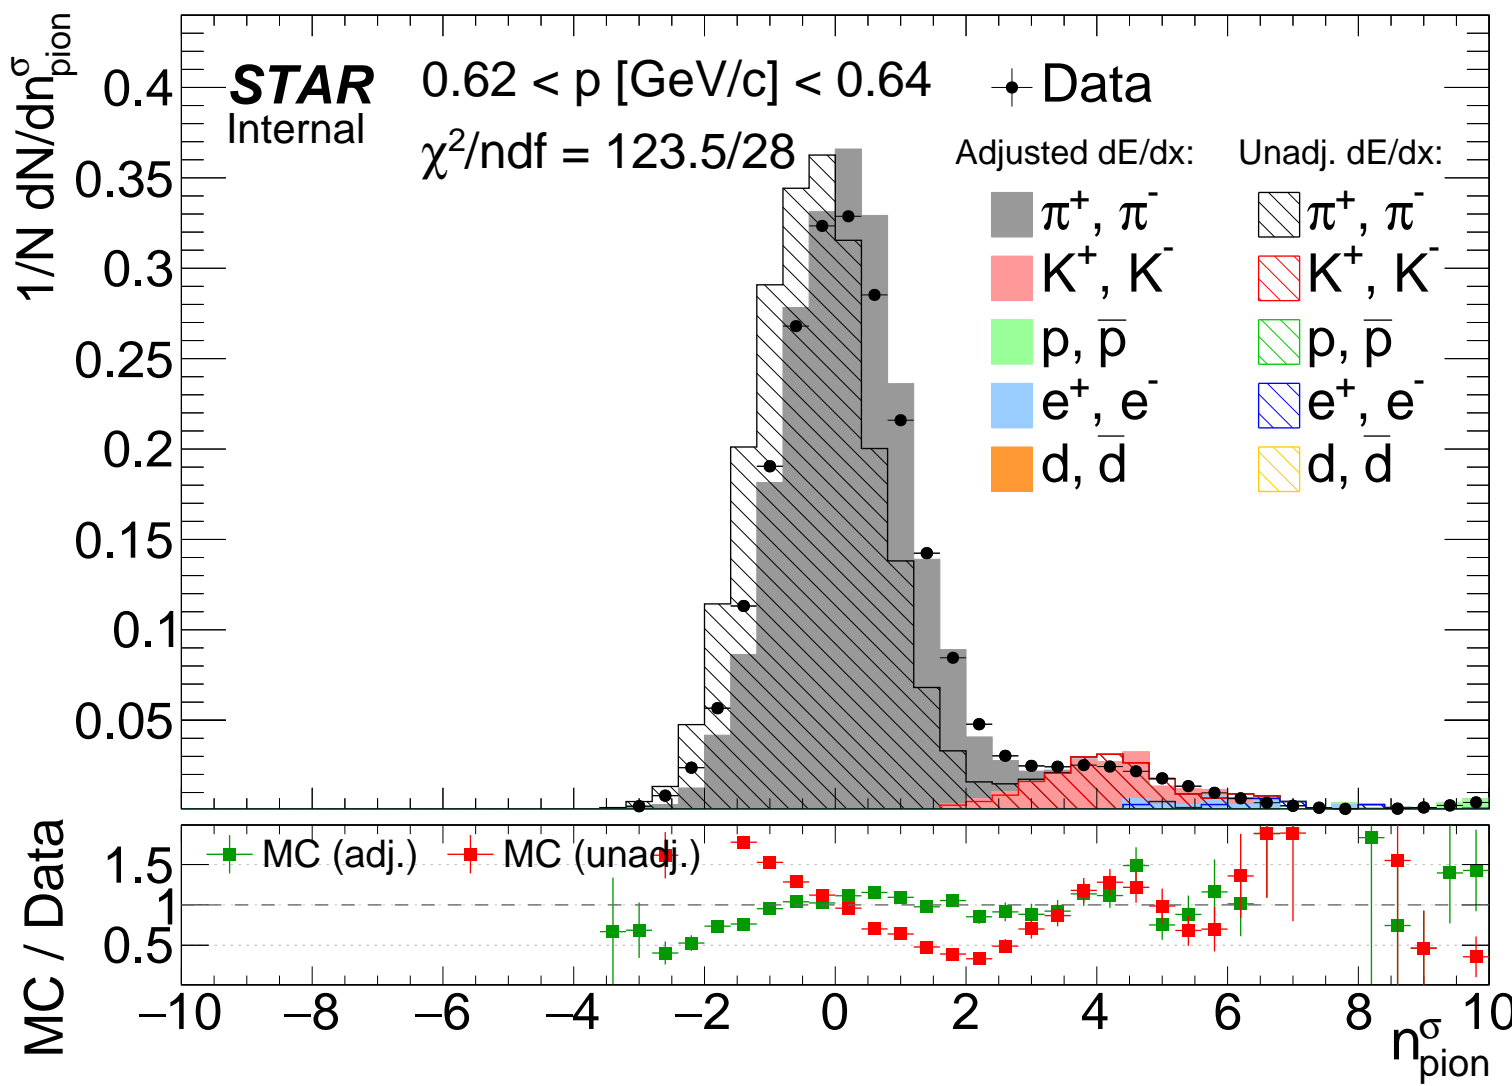 1/N dN/dnσpion
STAR
Internal
0.62 < p [GeV/c] < 0.64
χ²/ndf = 123.5/28
Data
Adjusted dE/dx:
π⁺, π⁻
K⁺, K⁻
p, p̅
e⁺, e⁻
d, d̅
Unadj. dE/dx:
π⁺, π⁻
K⁺, K⁻
p, p̅
e⁺, e⁻
d, d̅
0.4
0.35
0.3
0.25
0.2
0.15
0.1
0.05
MC / Data
MC (adj.)
MC (unadj.)
1.5
1
0.5
−10 −8 −6 −4 −2 0 2 4 6 8 10
nσpion